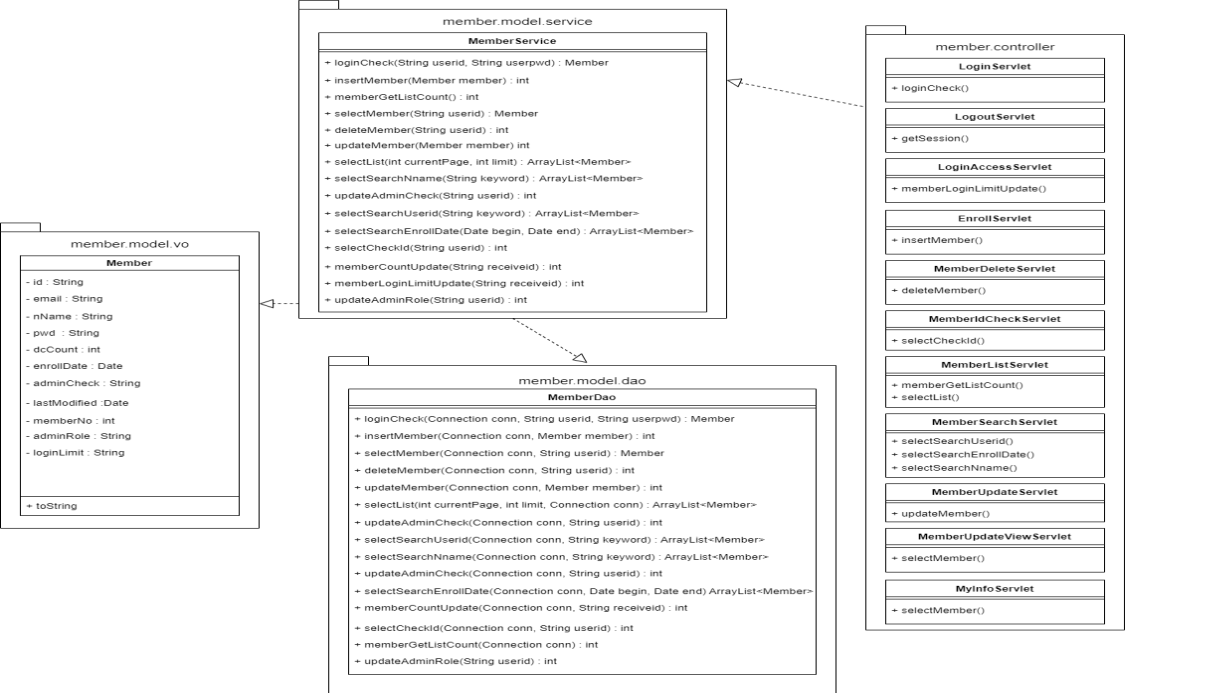 member.model.service
MemberService
+ loginCheck(String userid, String userpwd) : Member
+ insertMember(Member member) : int
+ memberGetListCount() : int
+ selectMember(String userid) : Member
+ deleteMember(String userid) : int
+ updateMember(Member member) int
+ selectList(int currentPage, int limit) : ArrayList<Member>
+ selectSearchNname(String keyword) : ArrayList<Member>
+ updateAdminCheck(String userid) : int
+ selectSearchUserid(String keyword) : ArrayList<Member>
+ selectSearchEnrollDate(Date begin, Date end) : ArrayList<Member>
+ selectCheckId(String userid) : int
+ memberCountUpdate(String receiveid) : int
+ memberLoginLimitUpdate(String receiveid) : int
+ updateAdminRole(String userid) : int
member.model.vo
Member
- id : String
- email : String
- nName : String
- pwd : String
- dcCount : int
- enrollDate : Date
- adminCheck : String
- lastModified :Date
- memberNo : int
- adminRole : String
- loginLimit : String
+ toString
member.model.dao
MemberDao
+ loginCheck(Connection conn, String userid, String userpwd) : Member
+ insertMember(Connection conn, Member member) : int
+ selectMember(Connection conn, String userid) : Member
+ deleteMember(Connection conn, String userid) : int
+ updateMember(Connection conn, Member member) : int
+ selectList(int currentPage, int limit, Connection conn) : ArrayList<Member>
+ updateAdminCheck(Connection conn, String userid) : int
+ selectSearchUserid(Connection conn, String keyword) : ArrayList<Member>
+ selectSearchNname(Connection conn, String keyword) : ArrayList<Member>
+ updateAdminCheck(Connection conn, String userid) : int
+ selectSearchEnrollDate(Connection conn, Date begin, Date end) ArrayList<Member>
+ memberCountUpdate(Connection conn, String receiveid) : int
+ selectCheckId(Connection conn, String userid) : int
+ memberGetListCount(Connection conn) : int
+ updateAdminRole(String userid) : int
member.controller
LoginServlet
+ loginCheck()
LogoutServlet
+ getSession()
LoginAccessServlet
+ memberLoginLimitUpdate()
EnrollServlet
+ insertMember()
MemberDeleteServlet
+ deleteMember()
MemberIdCheckServlet
+ selectCheckId()
MemberListServlet
+ memberGetListCount()
+ selectList()
MemberSearchServlet
+ selectSearchUserid()
+ selectSearchEnrollDate()
+ selectSearchNname()
MemberUpdateServlet
+ updateMember()
MemberUpdateViewServlet
+ selectMember()
MyInfoServlet
+ selectMember()